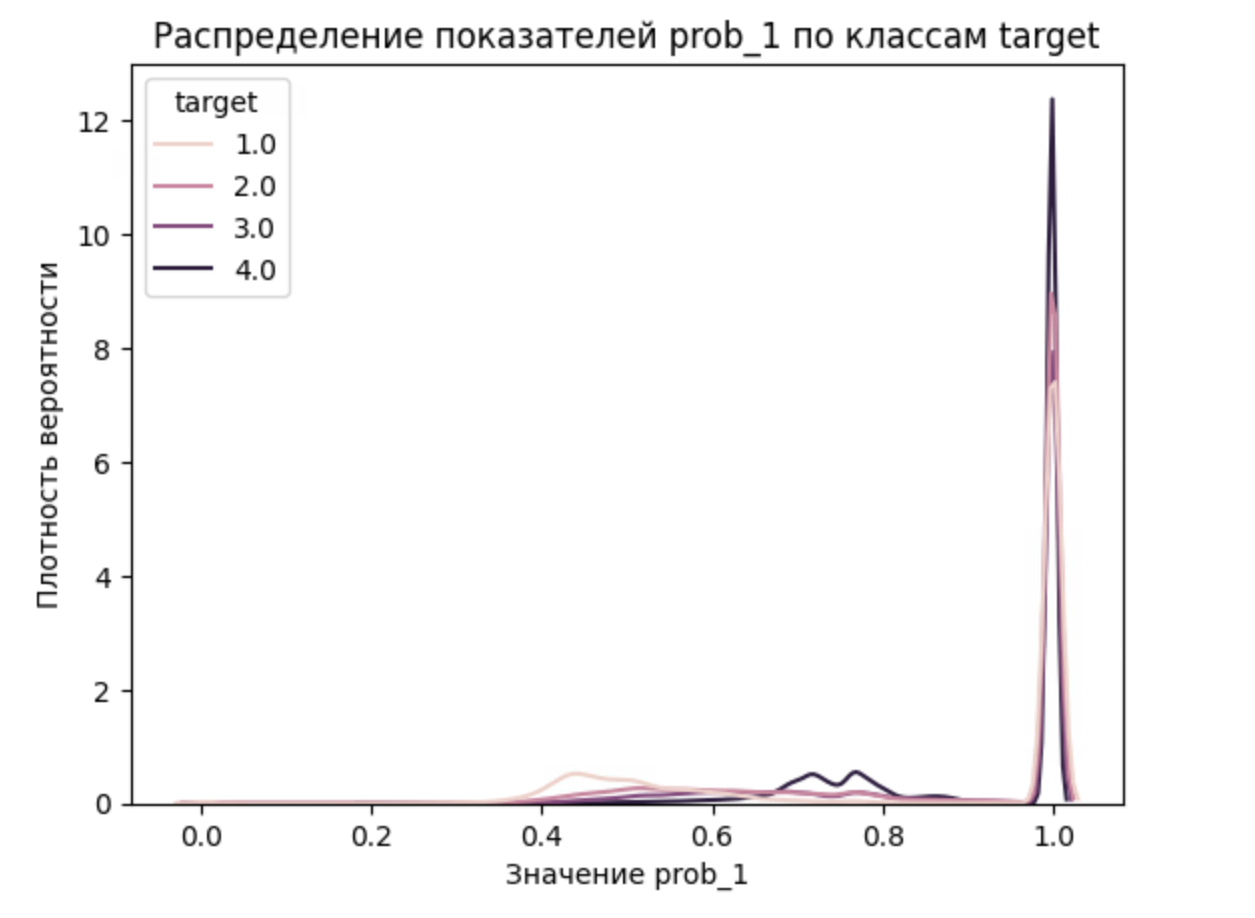 Распределение показателей prob_1 по классам target
target
1.0
2.0
3.0
4.0
Плотность вероятности
12
10
8
6
4
2
0
0.0 0.2 0.4 0.6 0.8 1.0
Значение prob_1